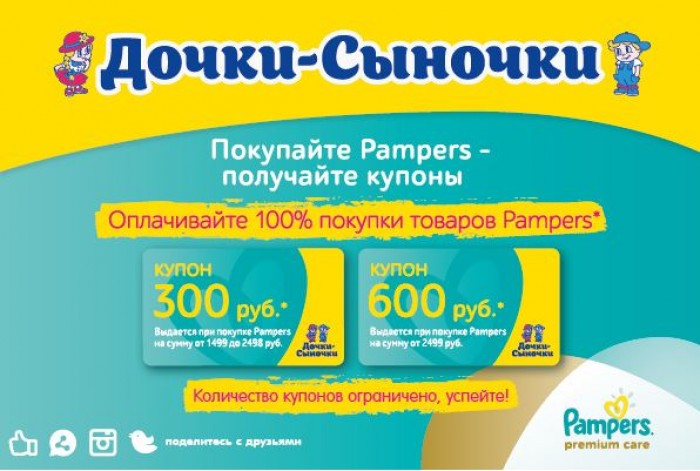 Дочки-Сыночки
Покупайте Pampers -
получайте купоны
Оплачивайте 100% покупки товаров Pampers*
КУПОН
300 руб.*
Выдается при покупке Pampers
на сумму от 1499 до 2498 руб.
Дочки-
Сыночки
КУПОН
600 руб.*
Выдается при покупке Pampers
на сумму от 2499 руб.
Дочки-
Сыночки
Количество купонов ограничено, успейте!
Pampers.
premium care
поделитесь с друзьями